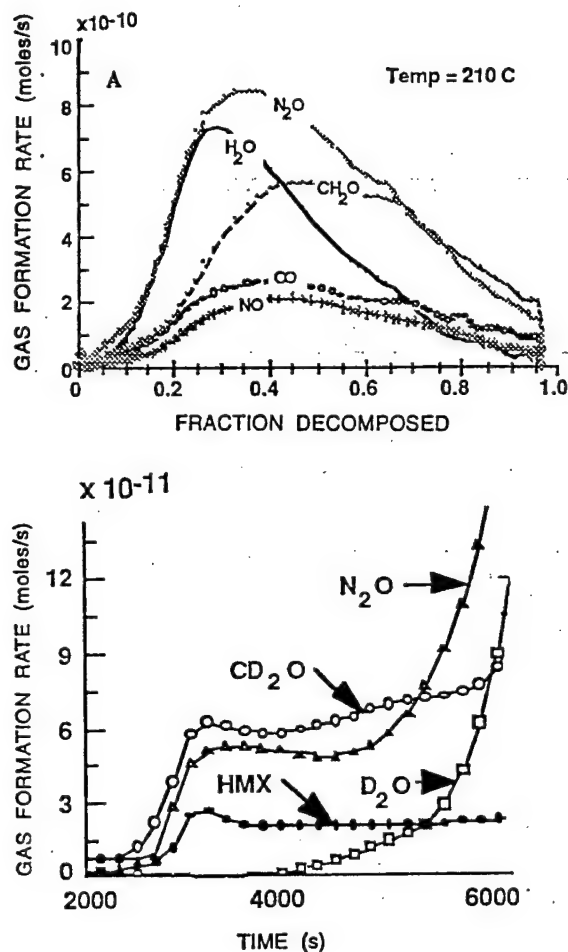 ×10-10
GAS FORMATION RATE (moles/s)
10
8
6
4
2
0
A
Temp = 210 C
N2O
H2O
CH2O
CO
NO
0 0.2 0.4 0.6 0.8 1.0
FRACTION DECOMPOSED
x 10-11
GAS FORMATION RATE (moles/s)
12
9
6
3
0
N2O
CD2O
HMX
D2O
2000 4000 6000
TIME (s)